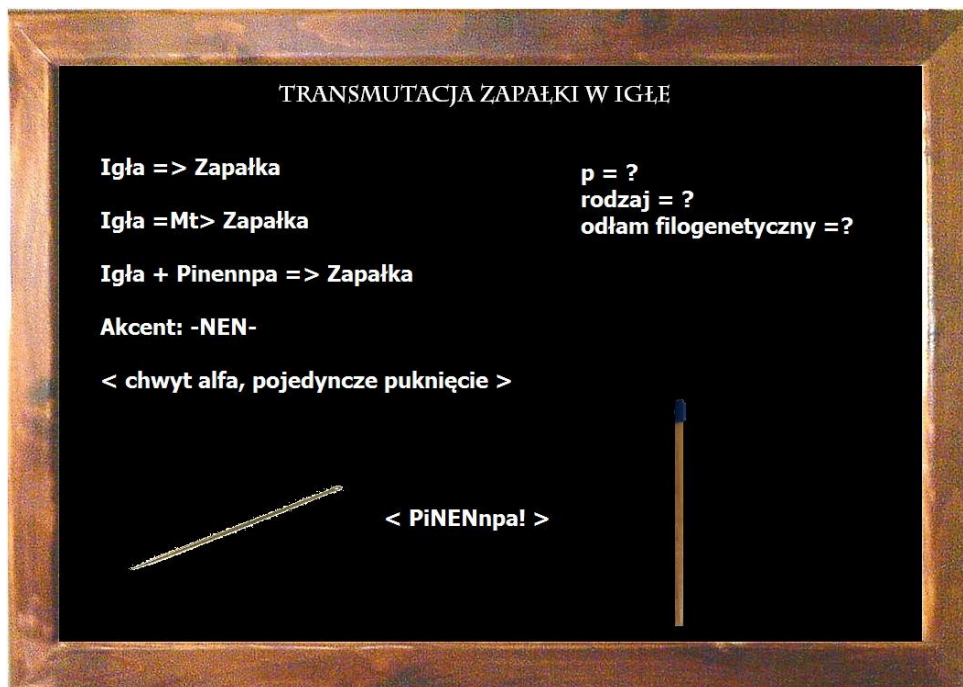 TRANSMUTACJA ZAPAŁKI W IGŁE
Igła => Zapałka
Igła =Mt> Zapałka
Igła + Pinennpa => Zapałka
Akcent: -NEN-
< chwyt alfa, pojedyncze puknięcie >
p = ?
rodzaj = ?
odłam filogenetyczny =?
< PiNENnpa! >